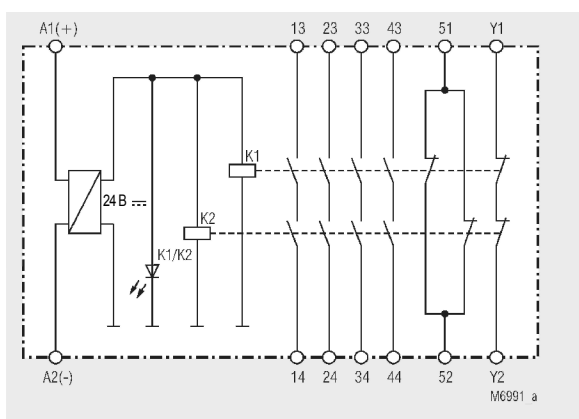 A1(+) 13 23 33 43 51 Y1
K1
24 В
K2
K1/K2
A2(-) 14 24 34 44 52 Y2
M6991_a